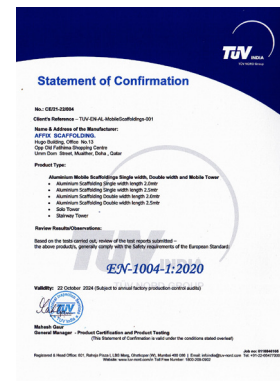 TÜV
INDIA
TÜV NORD Group
Statement of Confirmation
No.: CE/21-22/004
Client's Reference – TUV-EN-AL-MobileScaffoldings-001
Name & Address of the Manufacturer:
AFFIX SCAFFOLDING.
Hugo Building, Office No.13
Opp Old Fathima Shopping Centre
Umm Dom Street, Muaither, Doha , Qatar
Product Type:
Aluminium Mobile Scaffoldings Single width, Double width and Mobile Tower
• Aluminium Scaffolding Single width length 2.0mtr
• Aluminium Scaffolding Single width length 2.5mtr
• Aluminium Scaffolding Double width length 2.0mtr
• Aluminium Scaffolding Double width length 2.5mtr
• Solo Tower
• Stairway Tower
Review Results/Observations:
Based on the tests carried out, review of the test reports submitted –
the above product/s, generally comply with the Safety requirements of the European Standard:
EN-1004-1:2020
Validity: 22 October 2024 (Subject to annual factory production control audits)
Mahesh Gaur
General Manager - Product Certification and Product Testing
(This Statement of Confirmation is valid under the conditions stated overleaf)